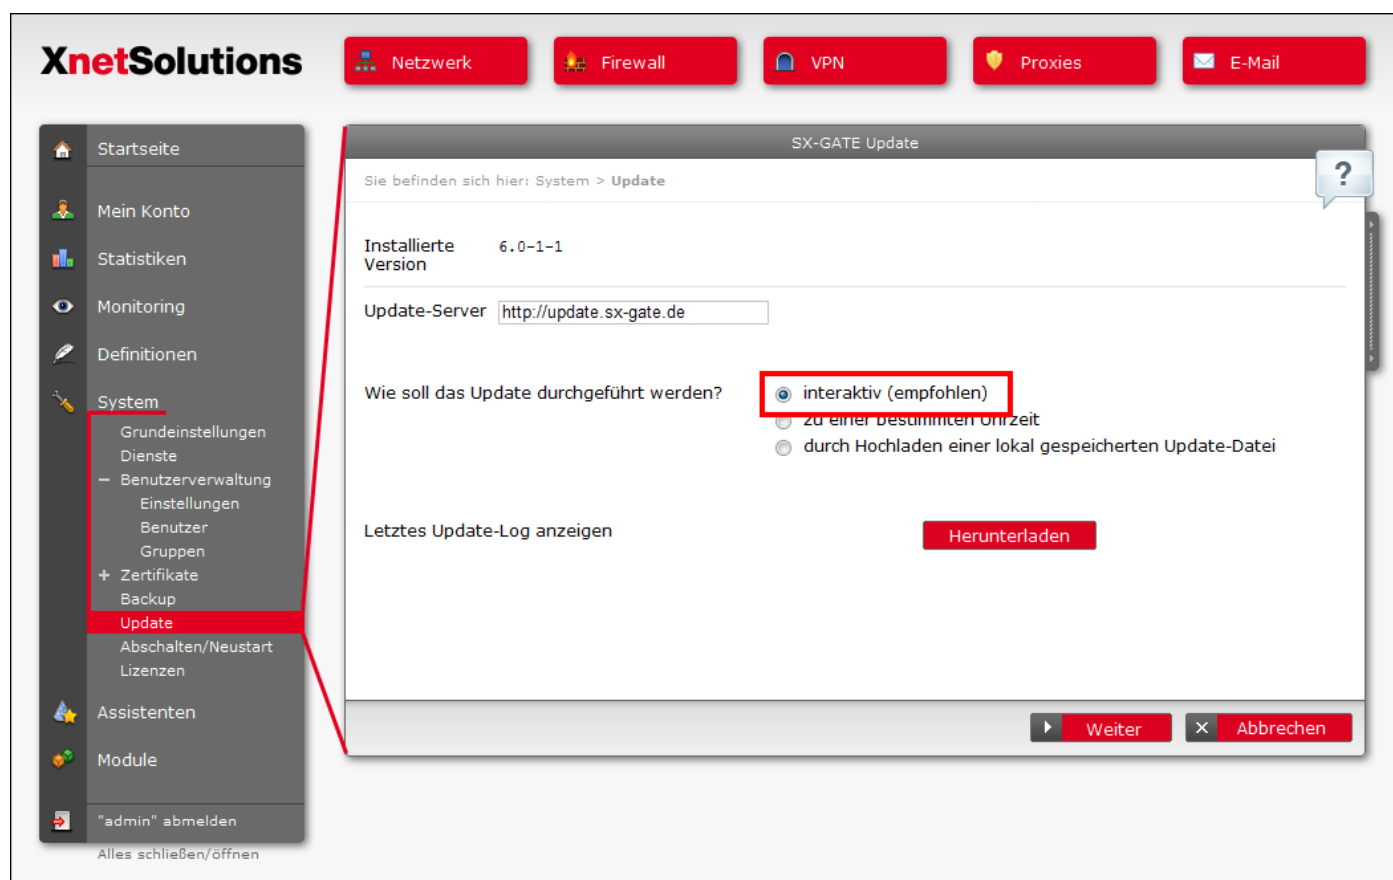 XnetSolutions
Netzwerk
Firewall
VPN
Proxies
E-Mail
Startseite
Mein Konto
Statistiken
Monitoring
Definitionen
System
Grundeinstellungen
Dienste
− Benutzerverwaltung
Einstellungen
Benutzer
Gruppen
+ Zertifikate
Backup
Update
Abschalten/Neustart
Lizenzen
Assistenten
Module
"admin" abmelden
Alles schließen/öffnen
SX-GATE Update
?
Sie befinden sich hier: System > Update
Installierte 6.0-1-1
Version
Update-Server http://update.sx-gate.de
Wie soll das Update durchgeführt werden? interaktiv (empfohlen)
zu einer bestimmten Uhrzeit
durch Hochladen einer lokal gespeicherten Update-Datei
Letztes Update-Log anzeigen Herunterladen
Weiter
Abbrechen